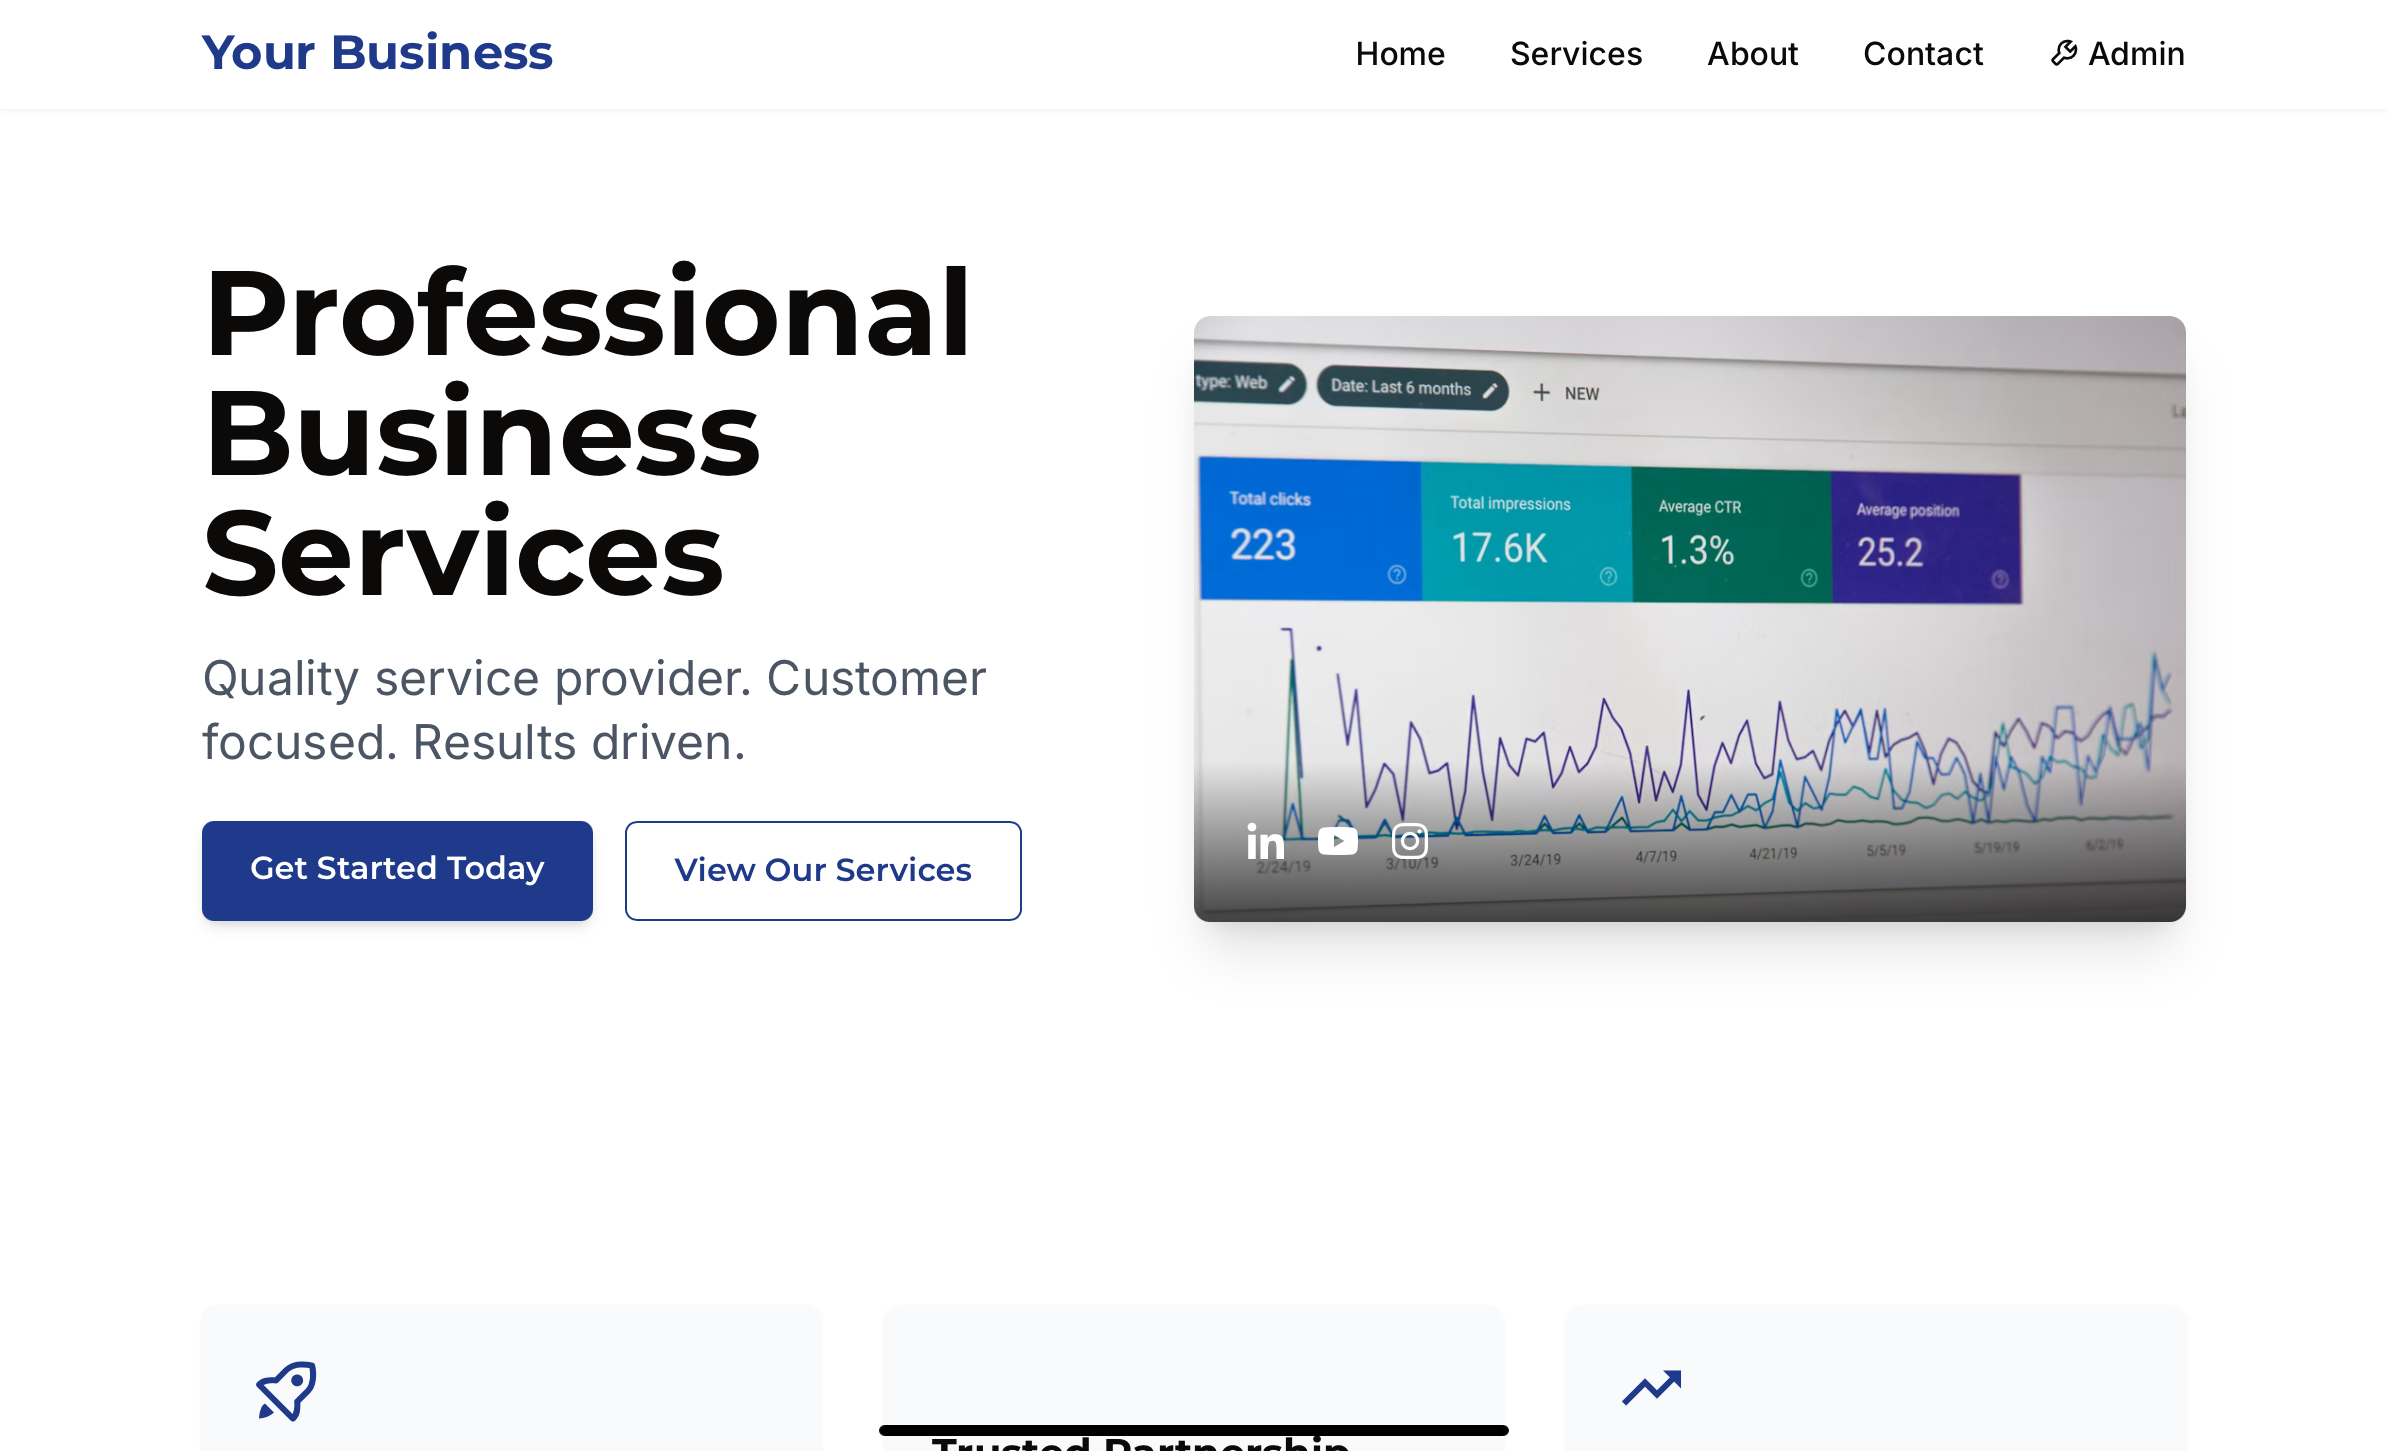 Your Business
Home Services About Contact Admin
Professional
Business
Services
Quality service provider. Customer
focused. Results driven.
Get Started Today
View Our Services
type: Web
Date: Last 6 months
NEW
Total clicks
223
Total impressions
17.6K
Average CTR
1.3%
Average position
25.2
in
2/24/19 3/10/19 3/24/19 4/7/19 4/21/19 5/5/19 5/19/19 6/2/19
Trusted Partnership